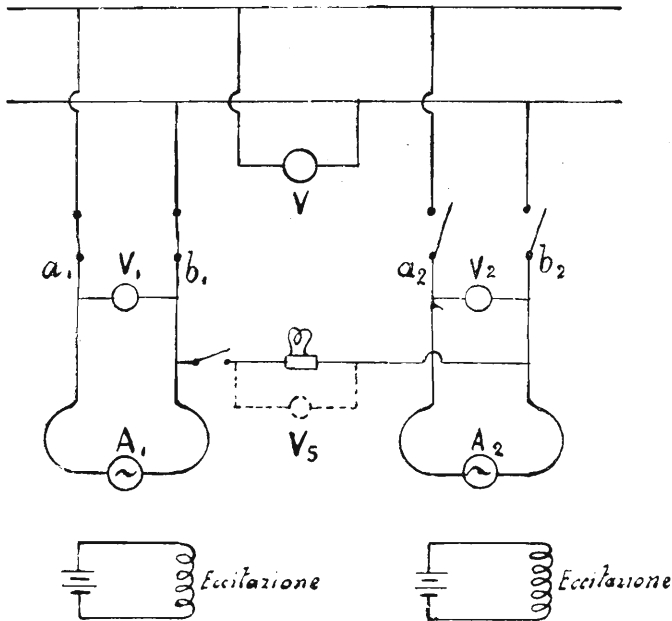 V
a₁ V₁ b₁
a₂ V₂ b₂
V₅
A₁
A₂
Eccitazione
Eccitazione